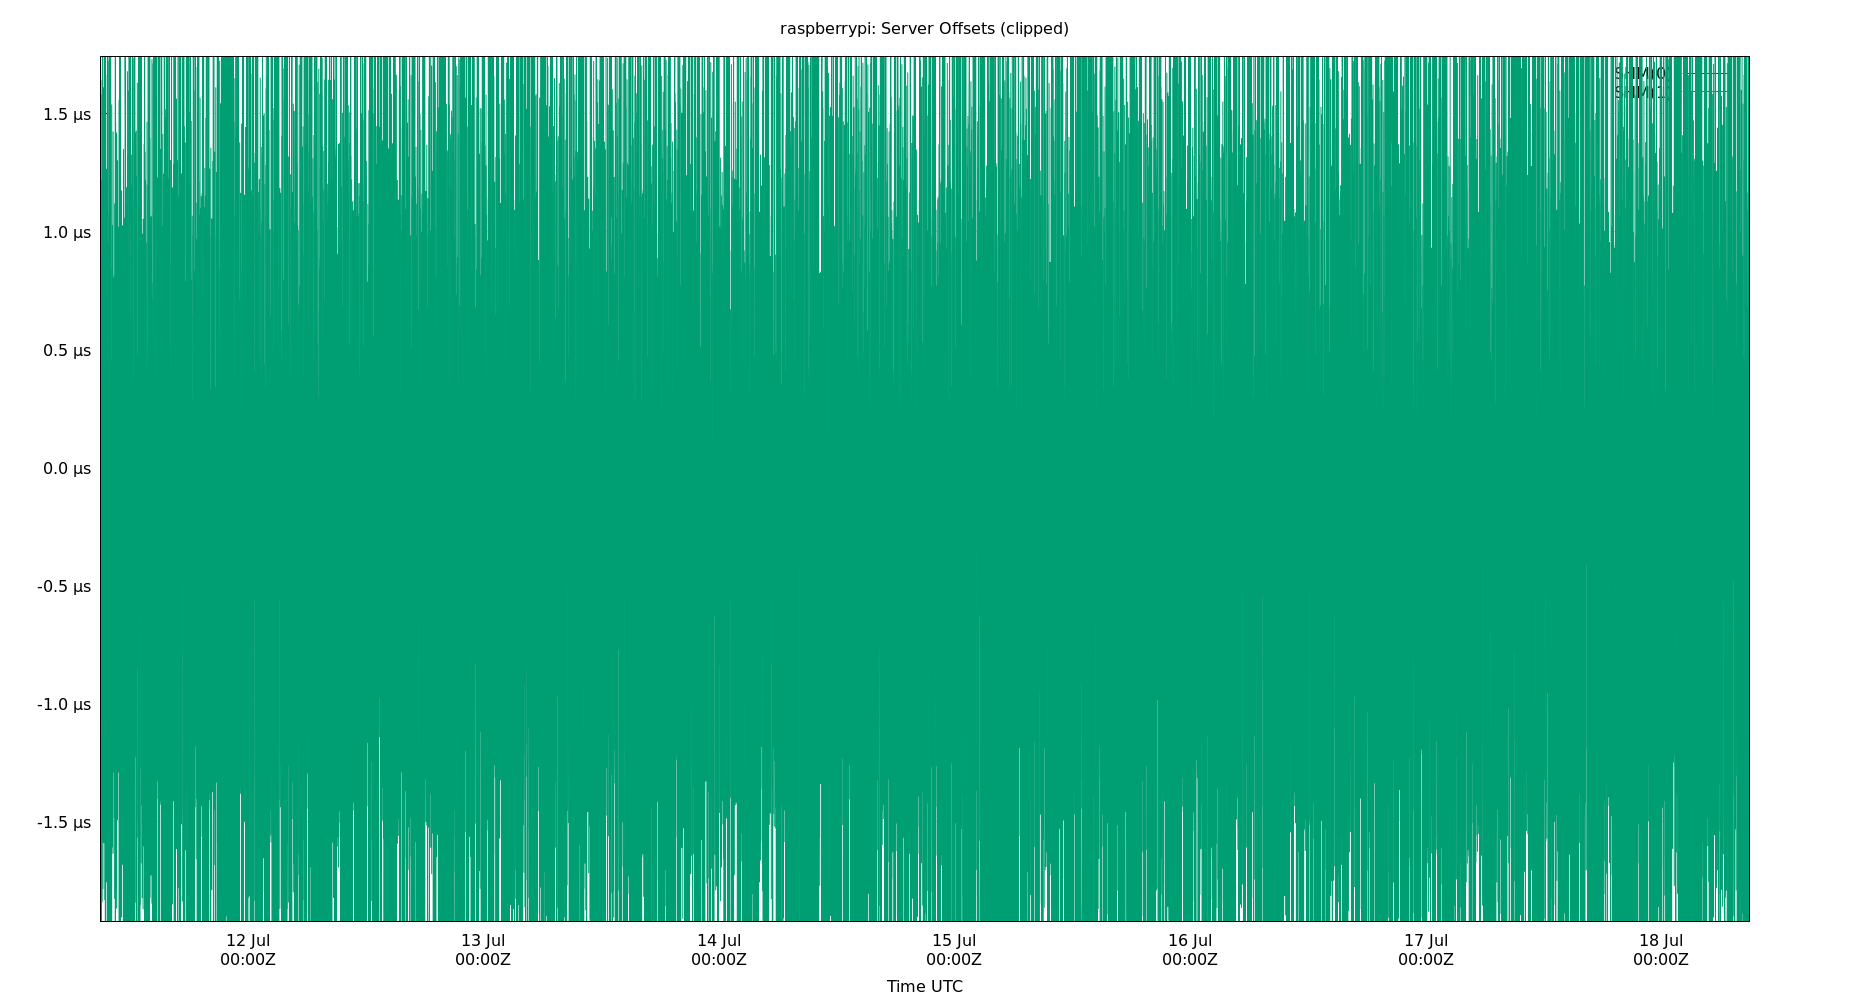 raspberrypi: Server Offsets (clipped)
1.5 µs
1.0 µs
0.5 µs
0.0 µs
-0.5 µs
-1.0 µs
-1.5 µs
12 Jul 13 Jul 14 Jul 15 Jul 16 Jul 17 Jul 18 Jul
00:00Z 00:00Z 00:00Z 00:00Z 00:00Z 00:00Z 00:00Z
Time UTC